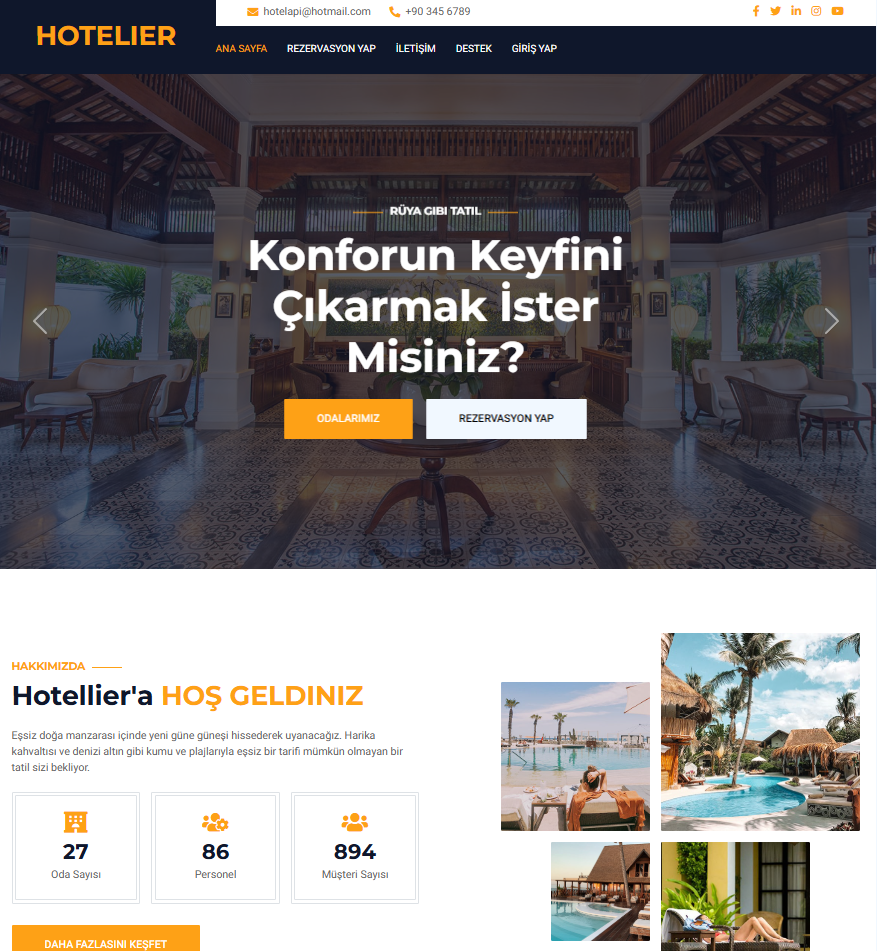 HOTELIER
hotelapi@hotmail.com +90 345 6789
ANA SAYFA REZERVASYON YAP İLETİŞİM DESTEK GİRİŞ YAP
RÜYA GIBI TATIL
Konforun Keyfini
Çıkarmak İster
Misiniz?
ODALARIMIZ REZERVASYON YAP
HAKKIMIZDA
Hotellier'a HOŞ GELDINIZ
Eşsiz doğa manzarası içinde yeni güne güneşi hissederek uyanacağız. Harika
kahvaltısı ve denizi altın gibi kumu ve plajlarıyla eşsiz bir tarifi mümkün olmayan bir
tatil sizi bekliyor.
27 86 894
Oda Sayısı Personel Müşteri Sayısı
DAHA FAZLASINI KEŞFET